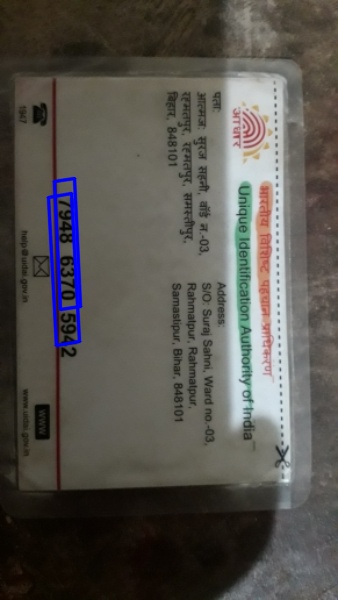 भारतीय विशिष्ट पहचान प्राधिकरण
Unique Identification Authority of India
आधार
पता:
आत्मज: सुरज सहनी, वॉर्ड न.-03,
रहमतपुर, रहमतपुर, समस्तीपुर,
बिहार, 848101
Address:
S/O: Suraj Sahni, Ward no.-03,
Rahmatpur, Rahmatpur,
Samastipur, Bihar, 848101
7948 6370 5942
1947
help@uidai.gov.in
www
www.uidai.gov.in